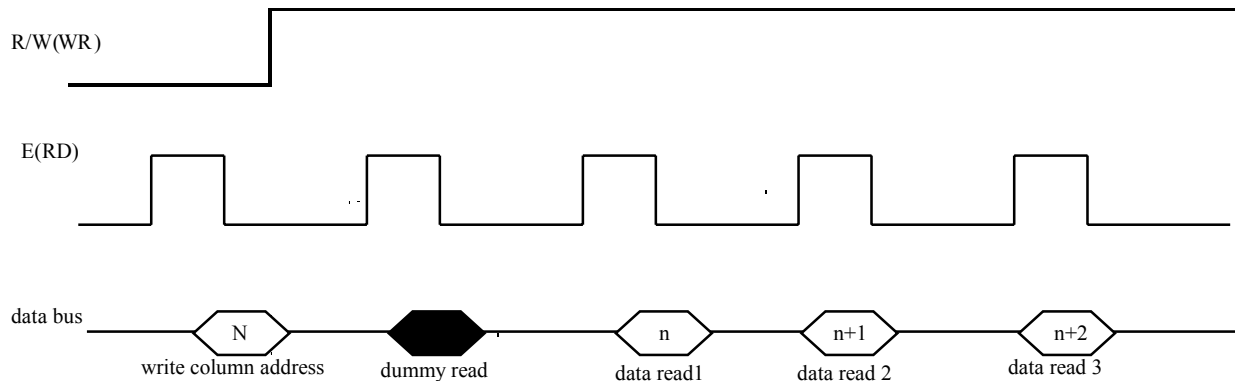 R/W(WR)
E(RD)
data bus
N
n
n+1
n+2
write column address
dummy read
data read1
data read 2
data read 3